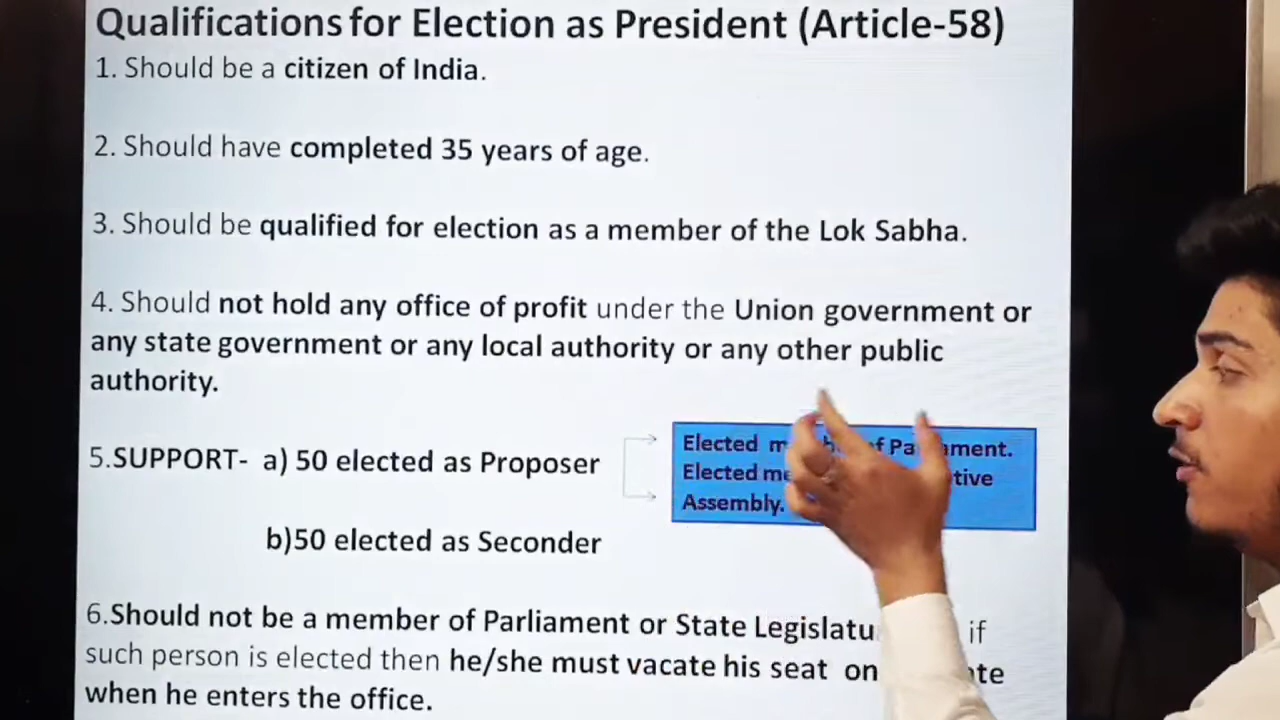 Qualifications for Election as President (Article-58)
1. Should be a citizen of India.
2. Should have completed 35 years of age.
3. Should be qualified for election as a member of the Lok Sabha.
4. Should not hold any office of profit under the Union government or
any state government or any local authority or any other public
authority.
5.SUPPORT- a) 50 elected as Proposer
Elected of Parliament.
Elected
Assembly.
b)50 elected as Seconder
6.Should not be a member of Parliament or State if
such person is elected then he/she must vacate his seat on
when he enters the office.